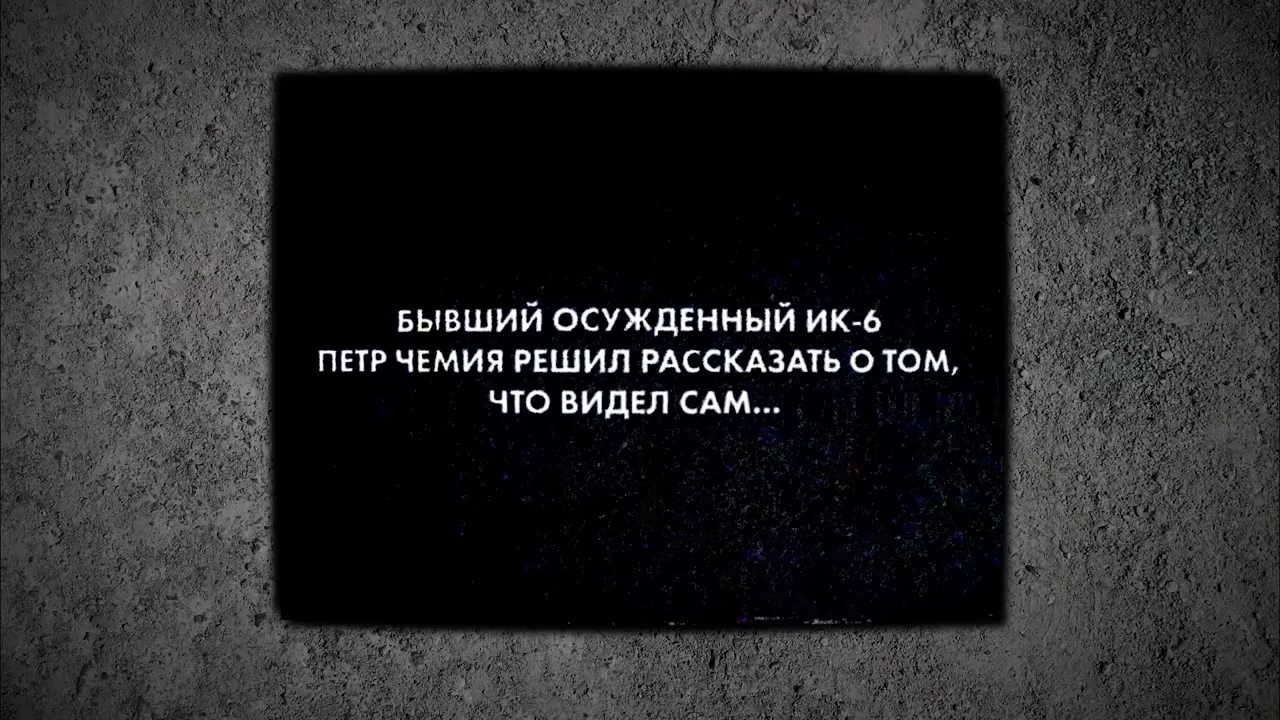 БЫВШИЙ ОСУЖДЕННЫЙ ИК-6
ПЕТР ЧЕМИЯ РЕШИЛ РАССКАЗАТЬ О ТОМ,
ЧТО ВИДЕЛ САМ...